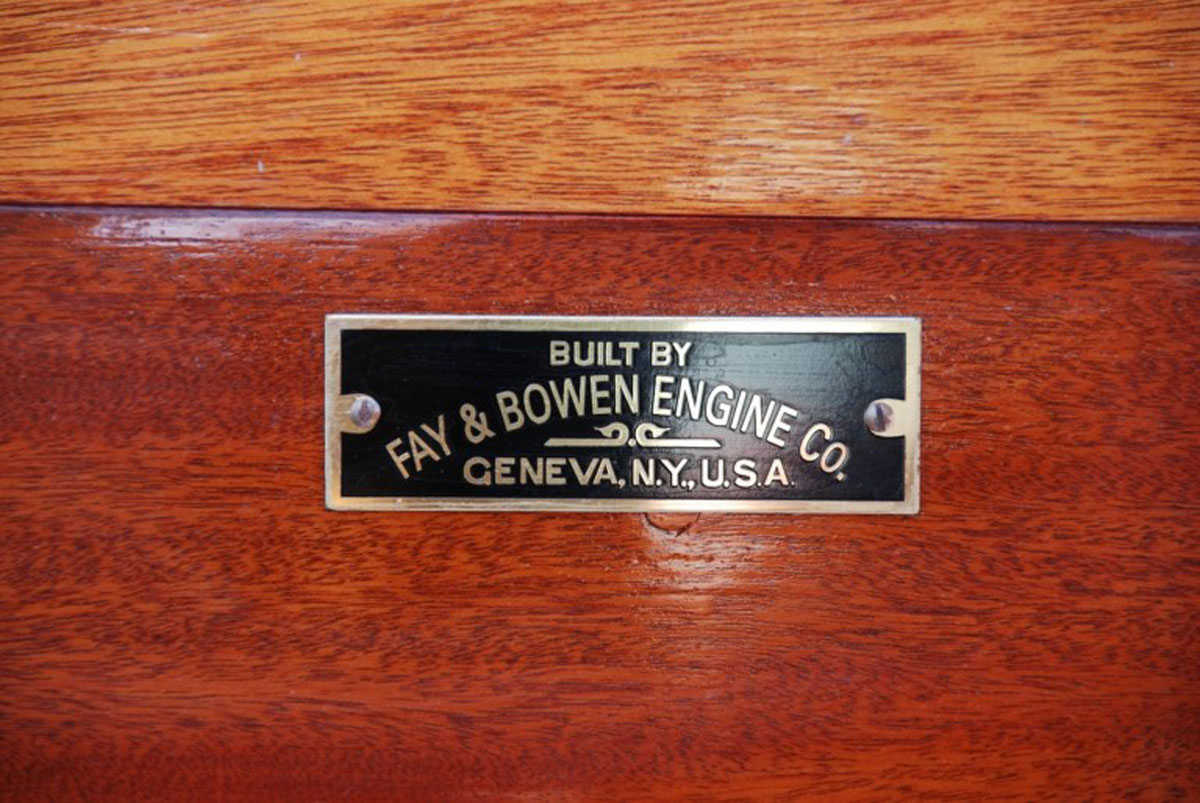 BUILT BY
FAY & BOWEN ENGINE CO.
GENEVA, N.Y., U.S.A.